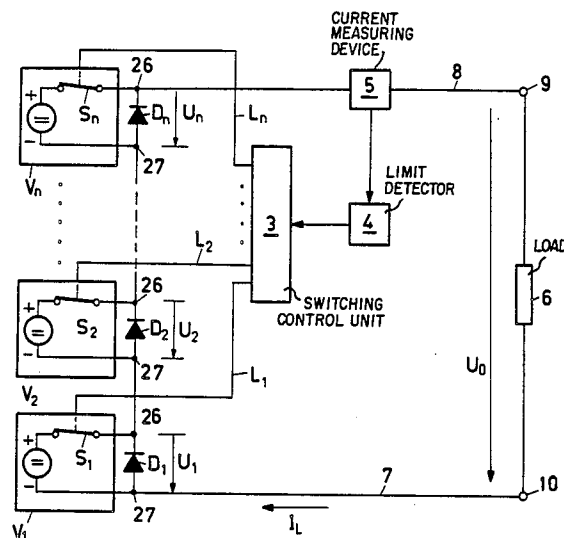 CURRENT
MEASURING
DEVICE
26
5
8
9
+
Sn
Dn
Un
Ln
-
27
Vn
3
LIMIT
DETECTOR
4
L2
LOAD
6
26
+
S2
D2
U2
SWITCHING
CONTROL
UNIT
U0
-
27
V2
L1
26
+
S1
D1
U1
-
27
7
10
V1
IL